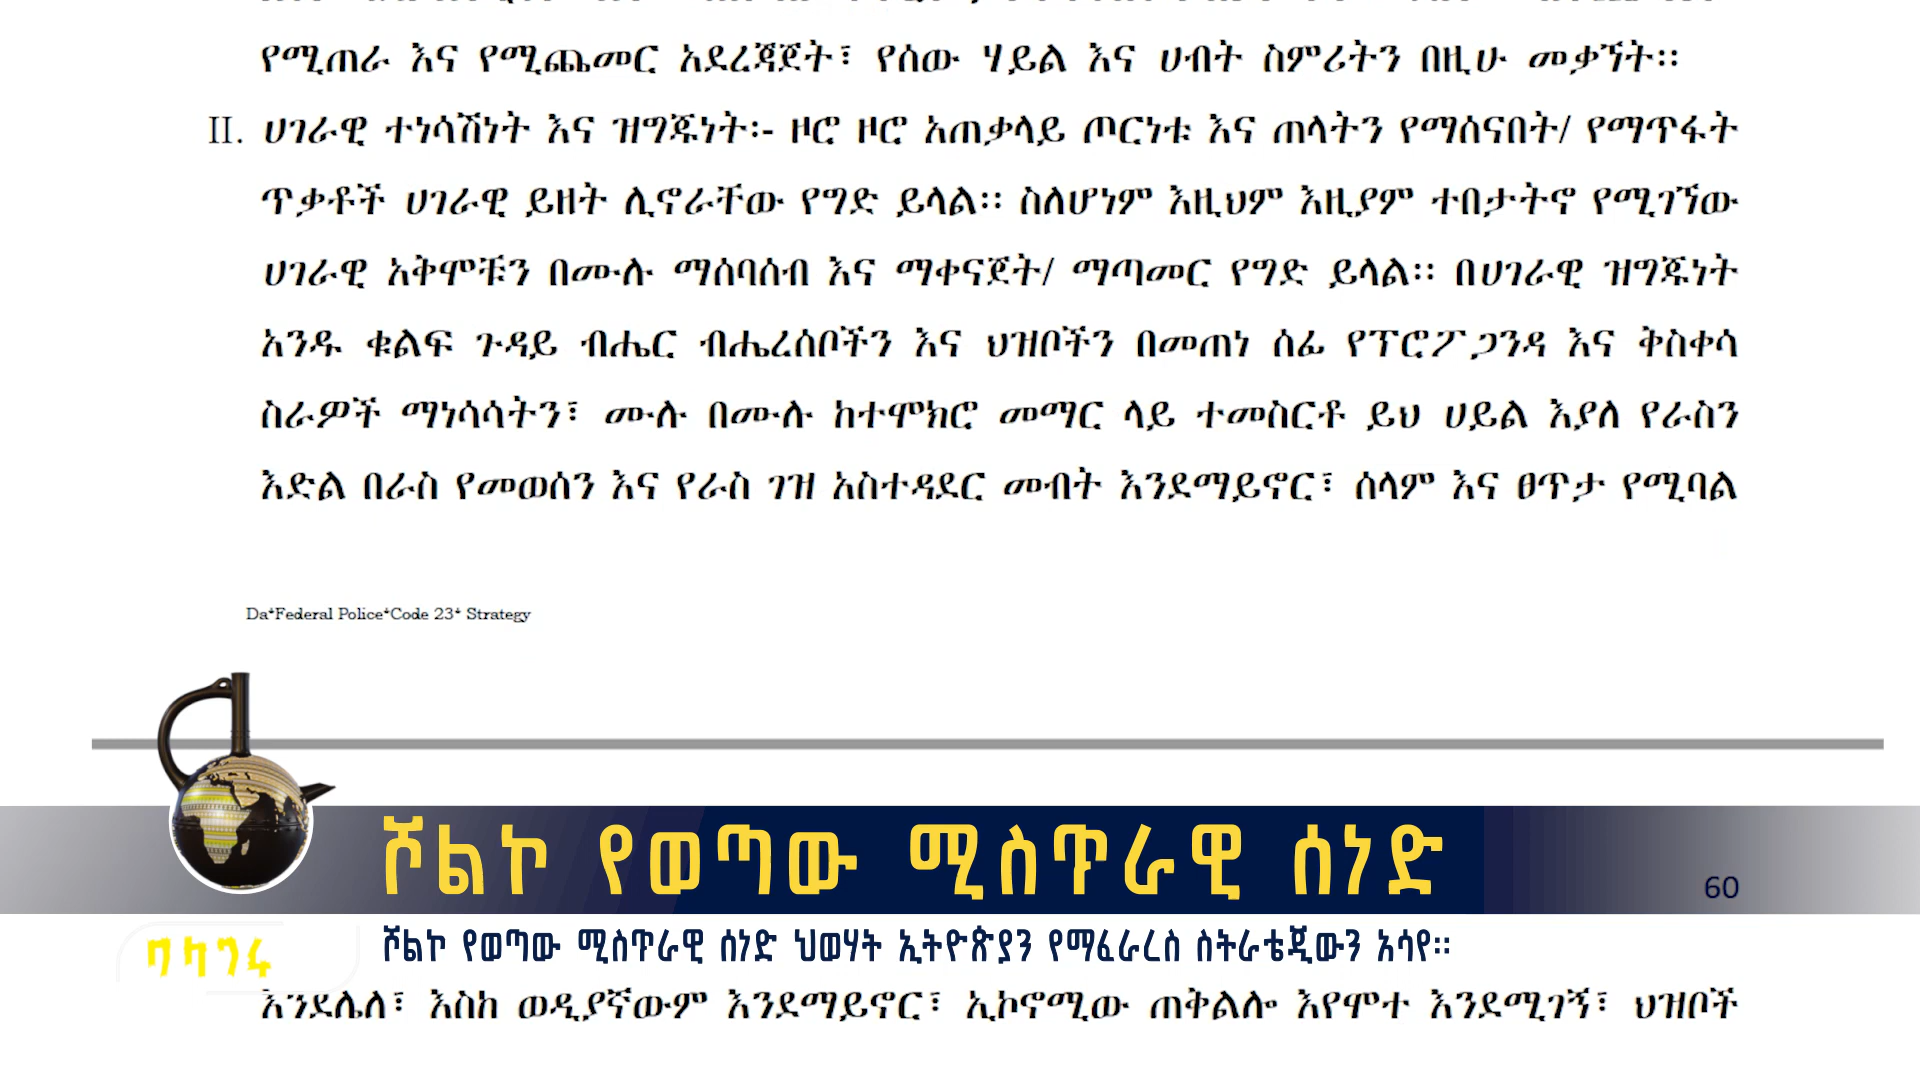 የሚጠራ እና የሚጨመር አደረጃጀት፣ የሰው ሃይል እና ሀብት ስምሪትን በዚሁ መቃኘት፡፡
II. ሀገራዊ ተነሳሽነት እና ዝግጁነት፡- ዞሮ ዞሮ አጠቃላይ ጦርነቱ እና ጠላትን የማሰናበት/ የማጥፋት
ጥቃቶች ሀገራዊ ይዘት ሊኖራቸው የግድ ይላል፡፡ ስለሆነም እዚህም እዚያም ተበታትኖ የሚገኘው
ሀገራዊ አቅሞቹን በሙሉ ማሰባሰብ እና ማቀናጀት/ ማጣመር የግድ ይላል፡፡ በሀገራዊ ዝግጁነት
አንዱ ቁልፍ ጉዳይ ብሔር ብሔረሰቦችን እና ህዝቦችን በመጠነ ሰፊ የፕሮፖጋንዳ እና ቅስቀሳ
ስራዎች ማነሳሳትን፣ ሙሉ በሙሉ ከተሞክሮ መማር ላይ ተመስርቶ ይህ ሀይል እያለ የራስን
እድል በራስ የመወሰን እና የራስ ገዝ አስተዳደር መብት እንደማይኖር፣ ሰላም እና ፀጥታ የሚባል
Da*Federal Police*Code 23* Strategy
ሾልኮ የወጣው ሚስጥራዊ ሰነድ
60
ባላገሩ
ሾልኮ የወጣው ሚስጥራዊ ሰነድ ህወሃት ኢትዮጵያን የማፈራረስ ስትራቴጂውን አሳየ፡፡
እንደሌለ፣ እስከ ወዲያኛውም እንደማይኖር፣ ኢኮኖሚው ጠቅልሎ እየሞተ እንደሚገኝ፣ ህዝቦች